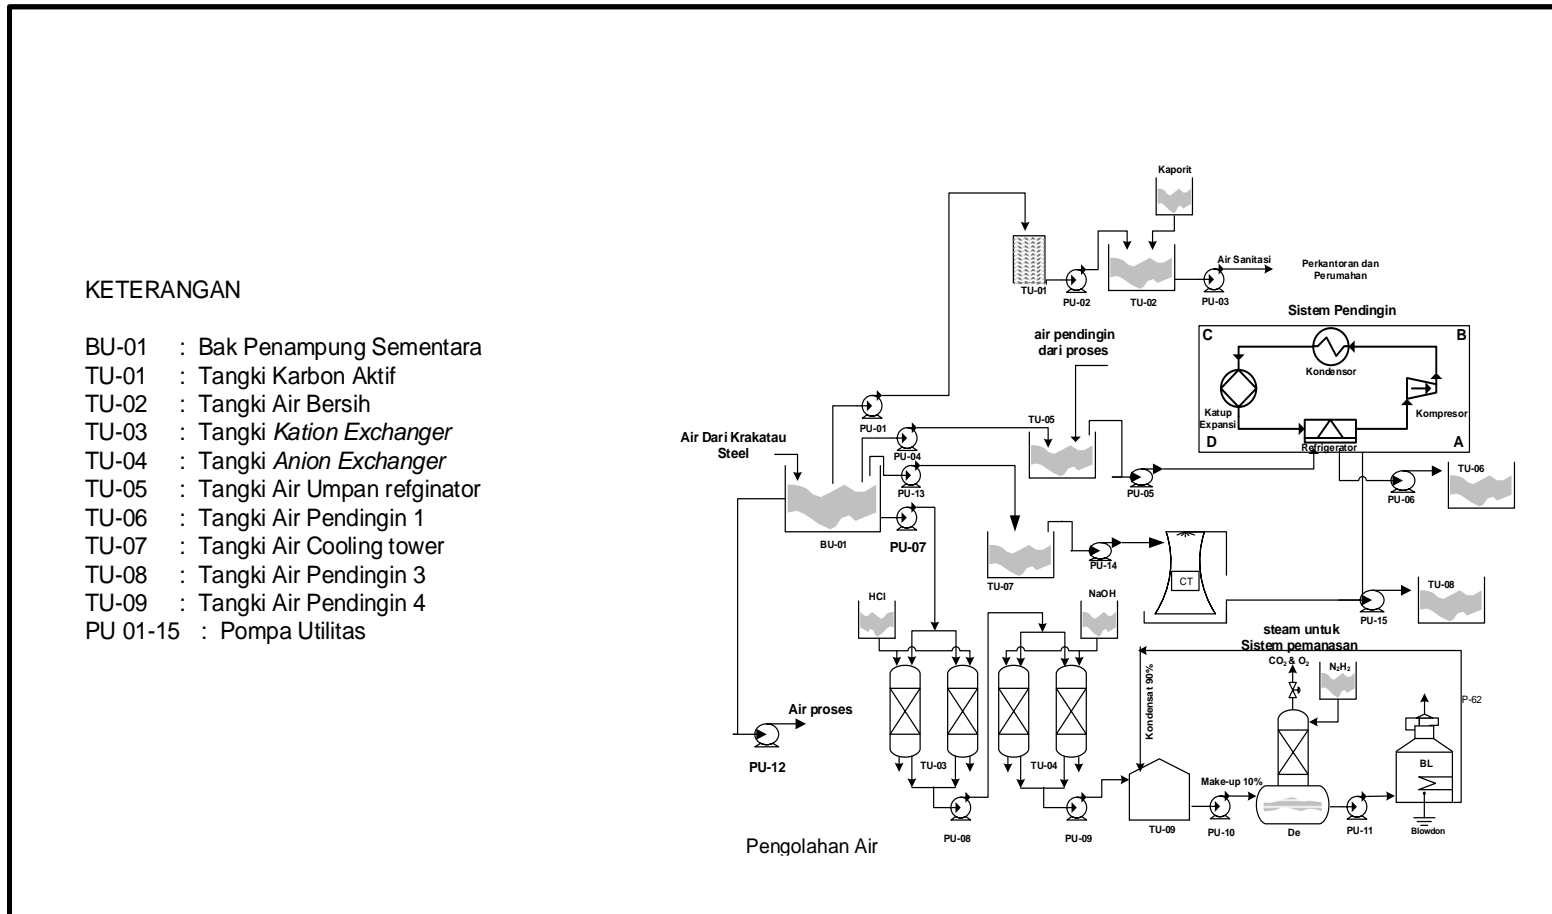 KETERANGAN
BU-01 : Bak Penampung Sementara
TU-01 : Tangki Karbon Aktif
TU-02 : Tangki Air Bersih
TU-03 : Tangki Kation Exchanger
TU-04 : Tangki Anion Exchanger
TU-05 : Tangki Air Umpan refginator
TU-06 : Tangki Air Pendingin 1
TU-07 : Tangki Air Cooling tower
TU-08 : Tangki Air Pendingin 3
TU-09 : Tangki Air Pendingin 4
PU 01-15 : Pompa Utilitas
Kaporit
Air Sanitasi
Perkantoran dan
Perumahan
TU-01
PU-02
TU-02
PU-03
Sistem Pendingin
air pendingin
dari proses
C
B
Kondensor
Katup
Expansi
Kompresor
D
Refrigerator
A
PU-01
TU-05
Air Dari Krakatau
Steel
PU-04
PU-13
PU-05
TU-06
PU-06
BU-01
PU-07
PU-14
TU-07
CT
TU-08
PU-15
HCl
NaOH
steam untuk
Sistem pemanasan
CO₂ & O₂
N₂H₂
Kondensat 90%
P-62
Air proses
PU-12
TU-03
TU-04
BL
Make-up 10%
PU-08
PU-09
TU-09
PU-10
De
PU-11
Blowdon
Pengolahan Air